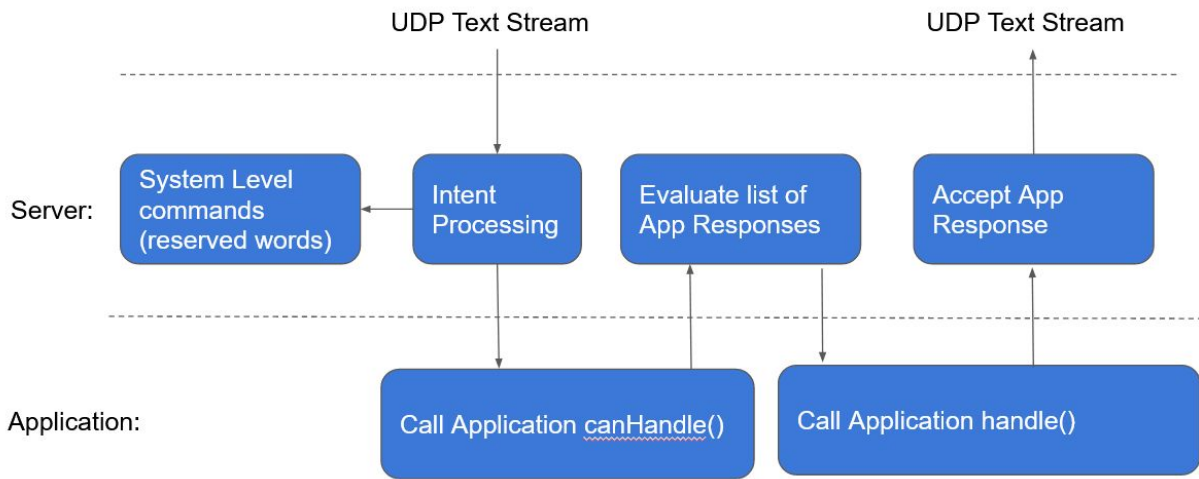 UDP Text Stream
UDP Text Stream
Server:
System Level
commands
(reserved words)
Intent
Processing
Evaluate list of
App Responses
Accept App
Response
Application:
Call Application canHandle()
Call Application handle()